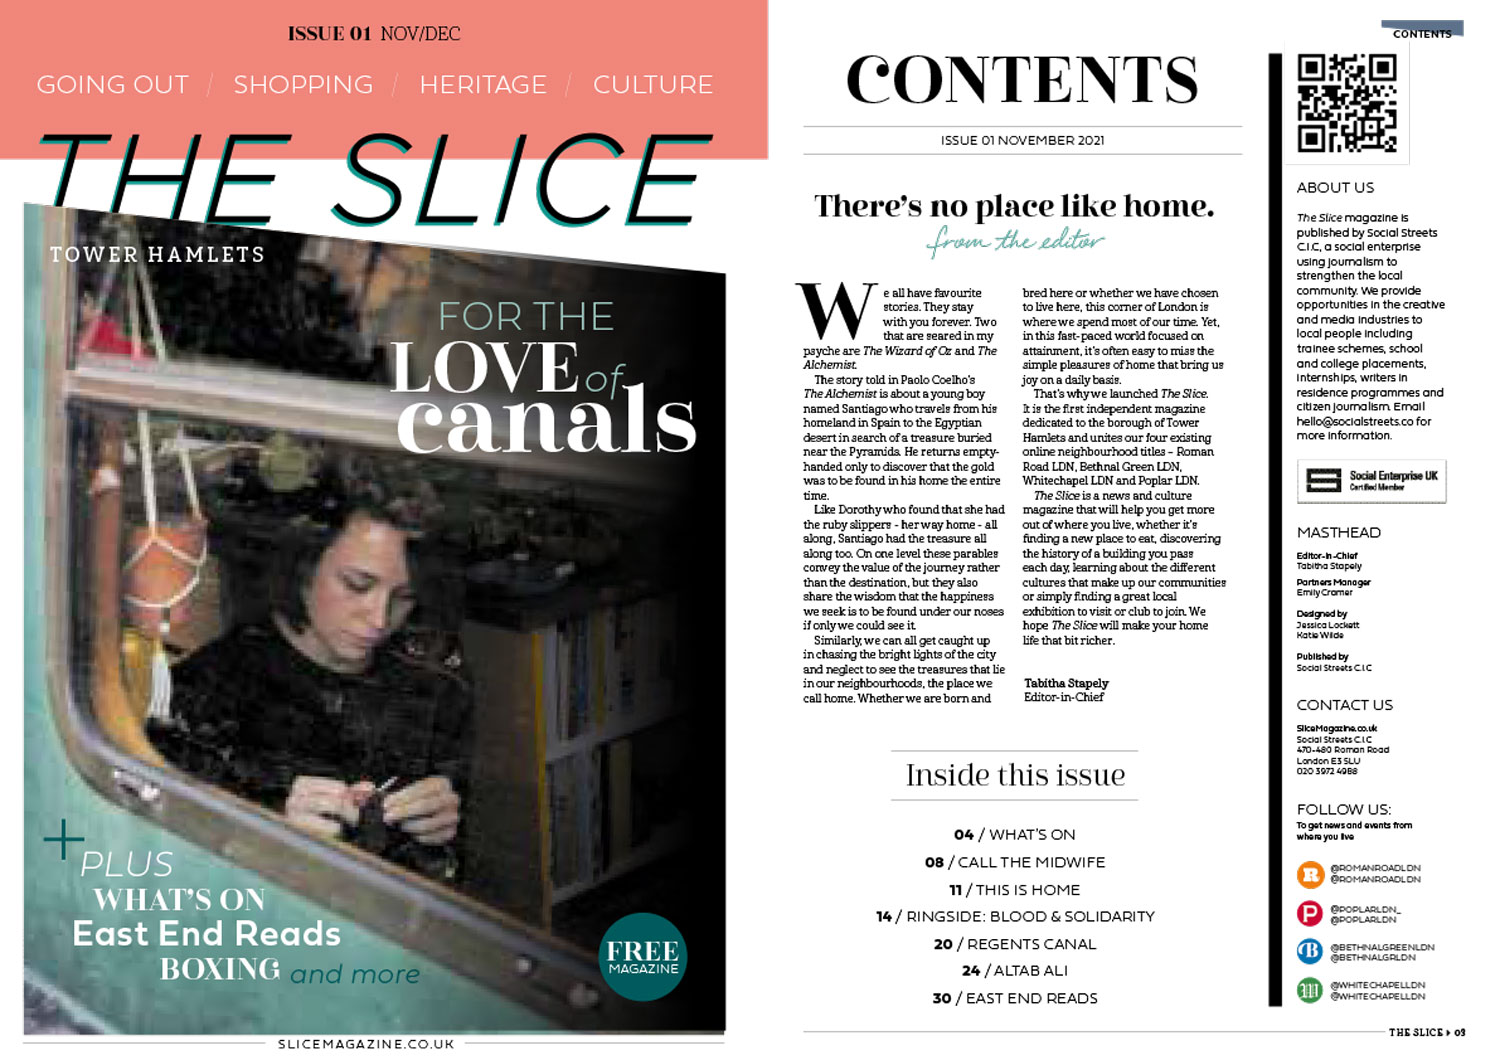 ISSUE 01 NOV/DEC
GOING OUT / SHOPPING / HERITAGE / CULTURE
THE SLICE
TOWER HAMLETS
FOR THE
LOVE of
canals
+
PLUS
WHAT'S ON
East End Reads
BOXING and more
FREE
MAGAZINE
SLICEMAGAZINE.CO.UK
CONTENTS
CONTENTS
ISSUE 01 NOVEMBER 2021
There's no place like home.
from the editor
We all have favourite
stories. They stay
with you forever. Two
that are seared in my
psyche are The Wizard of Oz and The
Alchemist.
The story told in Paolo Coelho's
The Alchemist is about a young boy
named Santiago who travels from his
homeland in Spain to the Egyptian
desert in search of a treasure buried
near the Pyramids. He returns empty-
handed only to discover that the gold
was to be found in his home the entire
time.
Like Dorothy who found that she had
the ruby slippers - her way home - all
along, Santiago had the treasure all
along too. On one level these parables
convey the value of the journey rather
than the destination, but they also
share the wisdom that the happiness
we seek is to be found under our noses
if only we could see it.
Similarly, we can all get caught up
in chasing the bright lights of the city
and neglect to see the treasures that lie
in our neighbourhoods, the place we
call home. Whether we are born and
bred here or whether we have chosen
to live here, this corner of London is
where we spend most of our time. Yet,
in this fast-paced world focused on
attainment, it's often easy to miss the
simple pleasures of home that bring us
joy on a daily basis.
That's why we launched The Slice.
It is the first independent magazine
dedicated to the borough of Tower
Hamlets and unites our four existing
online neighbourhood titles – Roman
Road LDN, Bethnal Green LDN,
Whitechapel LDN and Poplar LDN.
The Slice is a news and culture
magazine that will help you get more
out of where you live, whether it's
finding a new place to eat, discovering
the history of a building you pass
each day, learning about the different
cultures that make up our communities
or simply finding a great local
exhibition to visit or club to join. We
hope The Slice will make your home
life that bit richer.
Tabitha Stapely
Editor-in-Chief
Inside this issue
04 / WHAT'S ON
08 / CALL THE MIDWIFE
11 / THIS IS HOME
14 / RINGSIDE: BLOOD & SOLIDARITY
20 / REGENTS CANAL
24 / ALTAB ALI
30 / EAST END READS
ABOUT US
The Slice magazine is
published by Social Streets
C.I.C, a social enterprise
using journalism to
strengthen the local
community. We provide
opportunities in the creative
and media industries to
local people including
trainee schemes, school
and college placements,
internships, writers in
residence programmes and
citizen journalism. Email
hello@socialstreets.co for
more information.
Social Enterprise UK
Certified Member
MASTHEAD
Editor-in-Chief
Tabitha Stapely
Partners Manager
Emily Cramer
Designed by
Jessica Lockett
Katie Wilde
Published by
Social Streets C.I.C
CONTACT US
SliceMagazine.co.uk
Social Streets C.I.C
470-480 Roman Road
London E3 5LU
020 3972 4988
FOLLOW US:
To get news and events from
where you live
R
@ROMANROADLDN
@ROMANROADLDN
P
@POPLARLDN_
@POPLARLDN
B
@BETHNALGREENLDN
@BETHNALGRLDN
W
@WHITECHAPELLDN
@WHITECHAPELLDN
THE SLICE 03